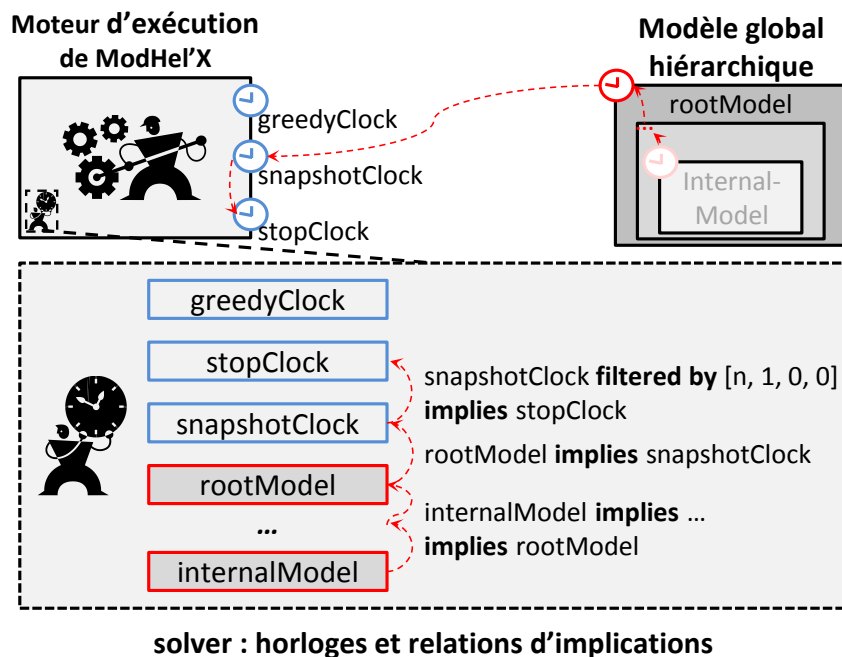 Moteur d'exécution
de ModHel'X
greedyClock
snapshotClock
stopClock
Modèle global
hiérarchique
rootModel
...
Internal-
Model
greedyClock
stopClock
snapshotClock
rootModel
...
internalModel
snapshotClock filtered by [n, 1, 0, 0]
implies stopClock
rootModel implies snapshotClock
internalModel implies ...
implies rootModel
solver : horloges et relations d'implications